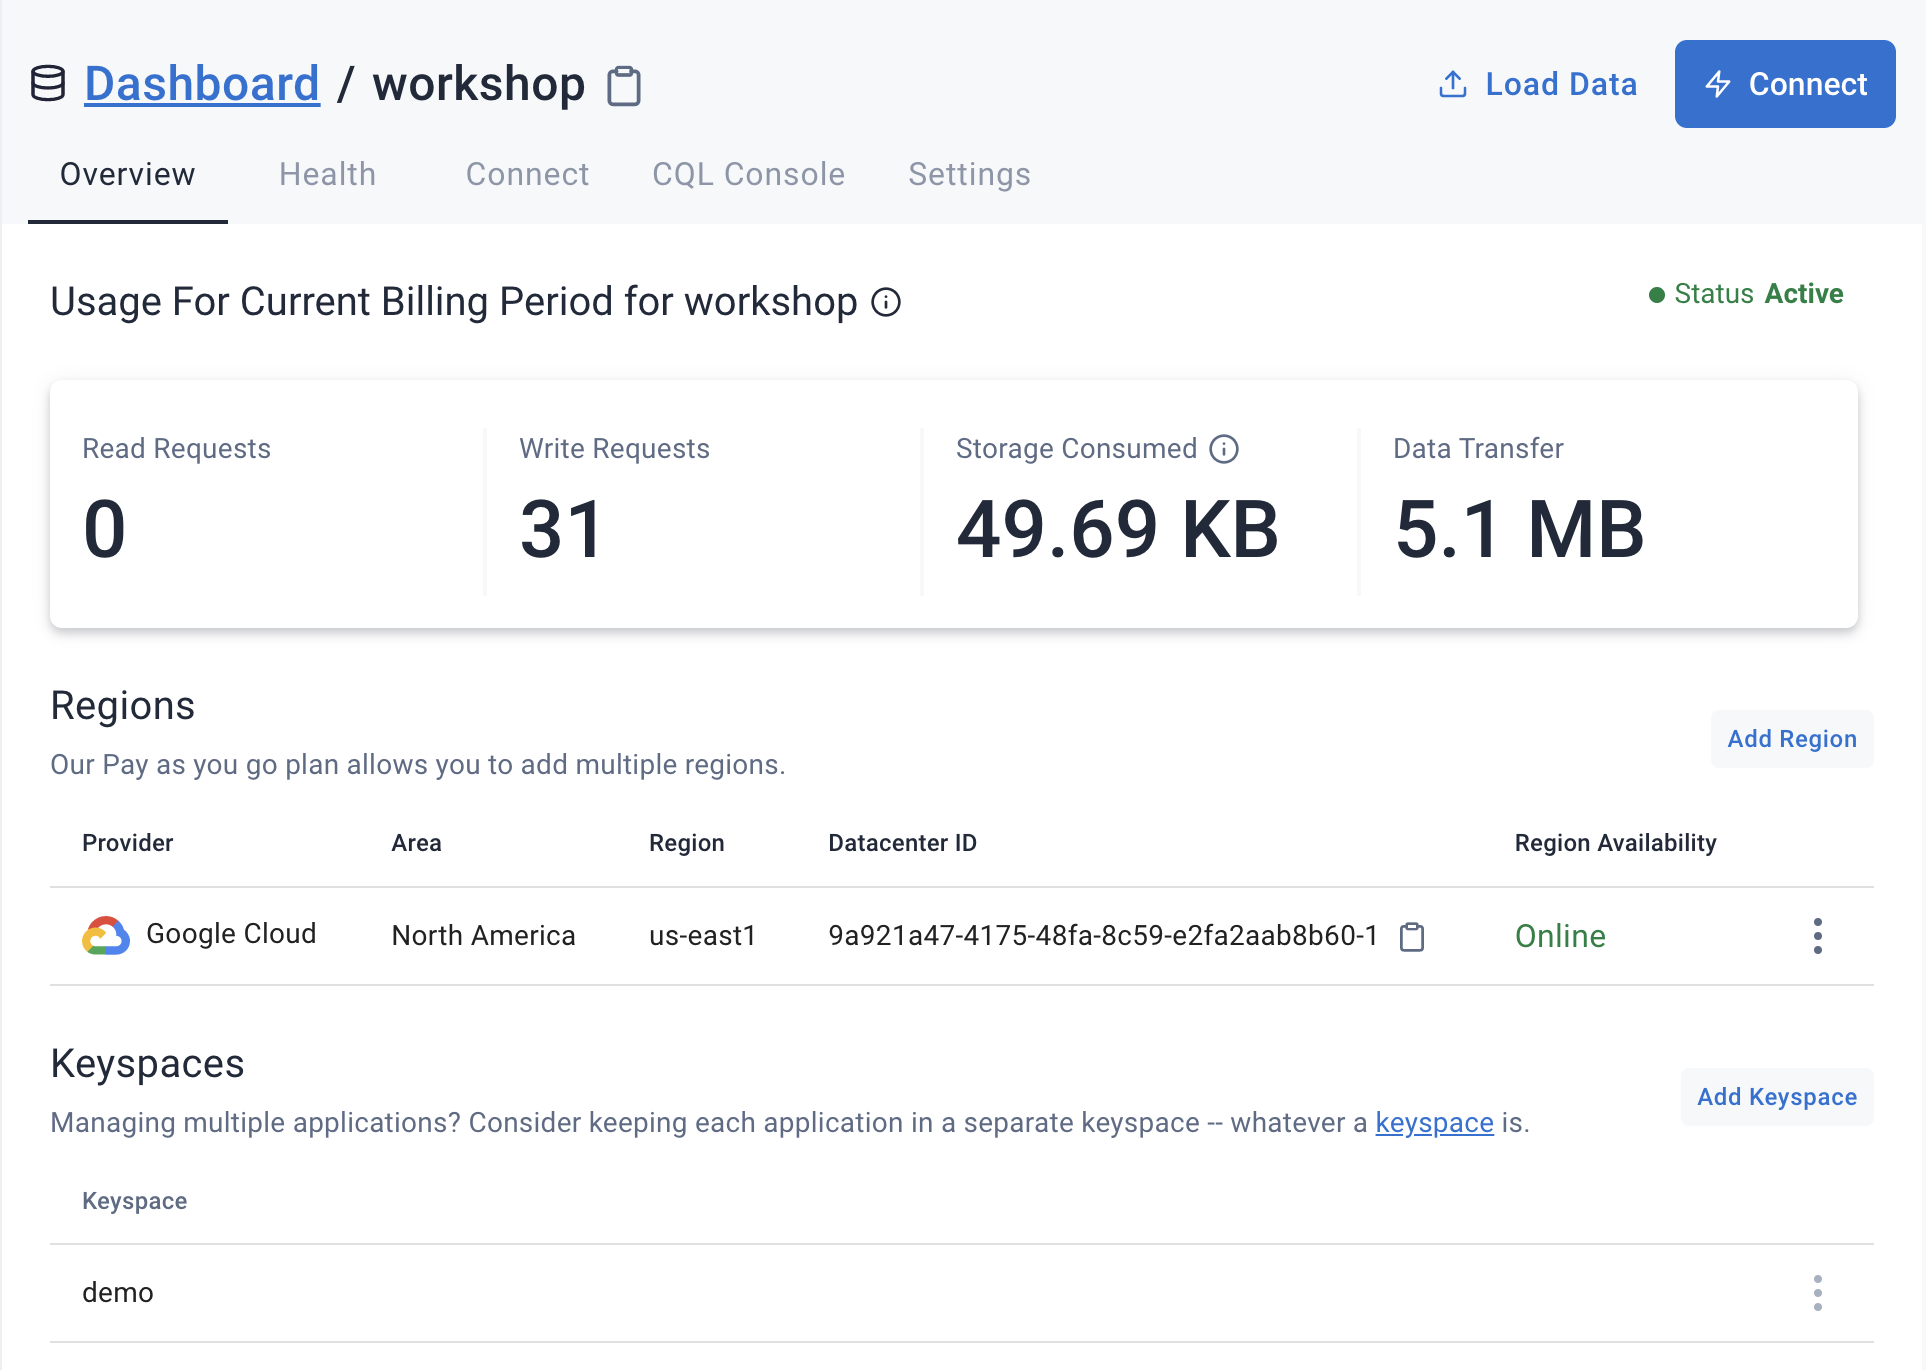 Dashboard / workshop
Load Data
Connect
Overview
Health
Connect
CQL Console
Settings
Usage For Current Billing Period for workshop
Status Active
Read Requests
0
Write Requests
31
Storage Consumed
49.69 KB
Data Transfer
5.1 MB
Regions
Our Pay as you go plan allows you to add multiple regions.
Add Region
Provider Area Region Datacenter ID Region Availability
Google Cloud North America us-east1 9a921a47-4175-48fa-8c59-e2fa2aab8b60-1 Online
Keyspaces
Managing multiple applications? Consider keeping each application in a separate keyspace -- whatever a keyspace is.
Add Keyspace
Keyspace
demo